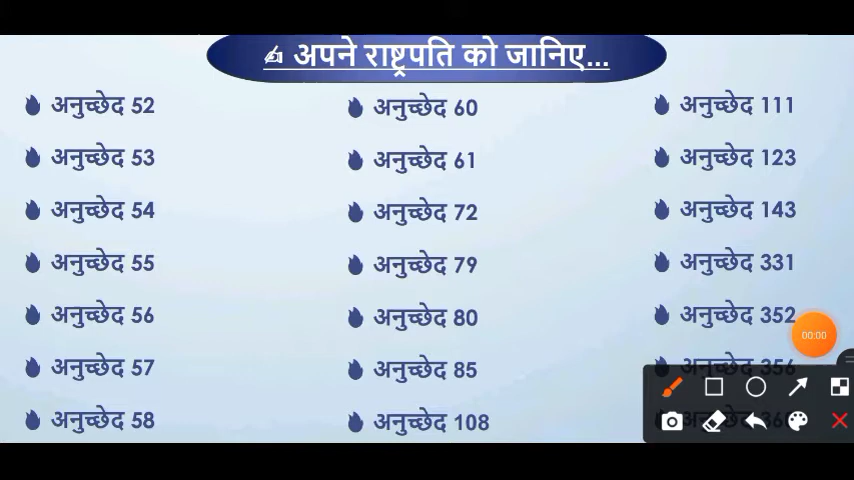 ✍ अपने राष्ट्रपति को जानिए...
अनुच्छेद 52
अनुच्छेद 53
अनुच्छेद 54
अनुच्छेद 55
अनुच्छेद 56
अनुच्छेद 57
अनुच्छेद 58
अनुच्छेद 60
अनुच्छेद 61
अनुच्छेद 72
अनुच्छेद 79
अनुच्छेद 80
अनुच्छेद 85
अनुच्छेद 108
अनुच्छेद 111
अनुच्छेद 123
अनुच्छेद 143
अनुच्छेद 331
अनुच्छेद 352
अनुच्छेद 356
00:00